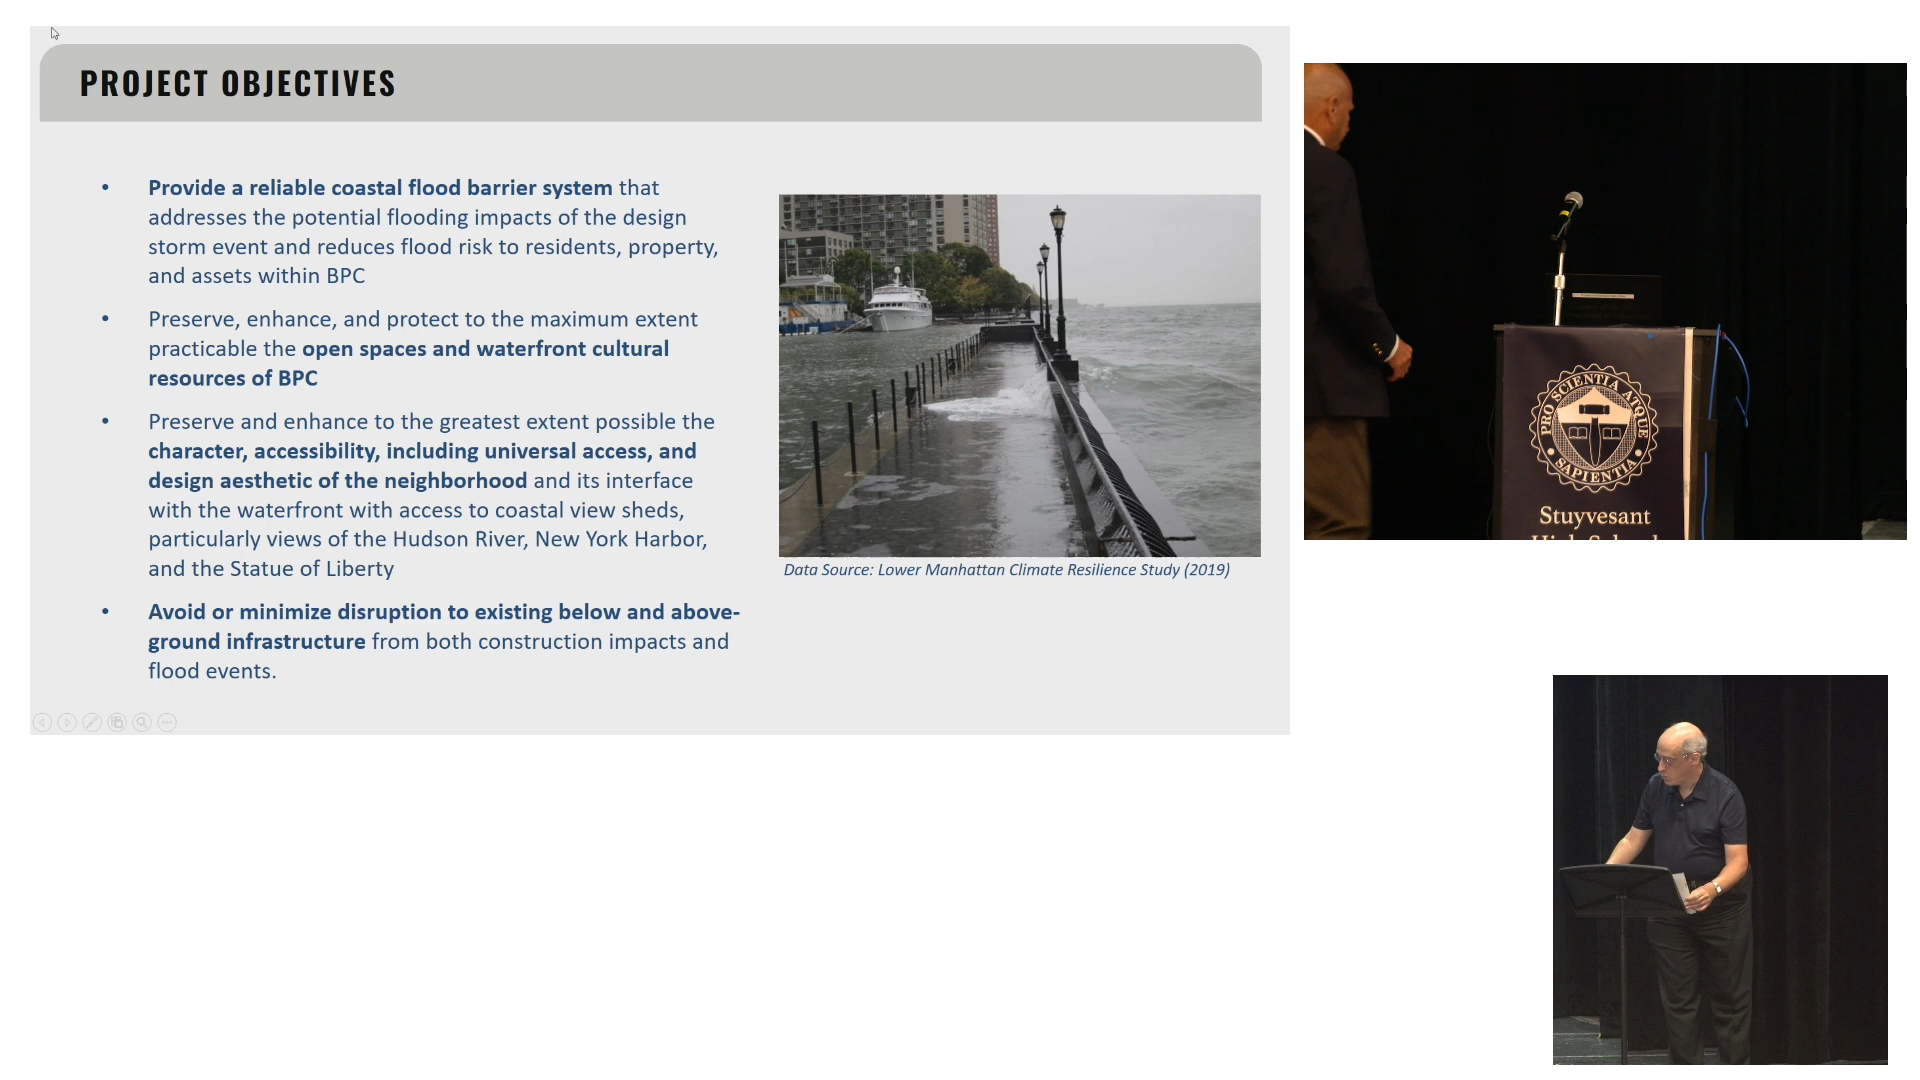 PROJECT OBJECTIVES
• Provide a reliable coastal flood barrier system that
addresses the potential flooding impacts of the design
storm event and reduces flood risk to residents, property,
and assets within BPC
• Preserve, enhance, and protect to the maximum extent
practicable the open spaces and waterfront cultural
resources of BPC
• Preserve and enhance to the greatest extent possible the
character, accessibility, including universal access, and
design aesthetic of the neighborhood and its interface
with the waterfront with access to coastal view sheds,
particularly views of the Hudson River, New York Harbor,
and the Statue of Liberty
• Avoid or minimize disruption to existing below and above-
ground infrastructure from both construction impacts and
flood events.
Data Source: Lower Manhattan Climate Resilience Study (2019)
PRO SCIENTIA ATQUE
SAPIENTIA
Stuyvesant
High School